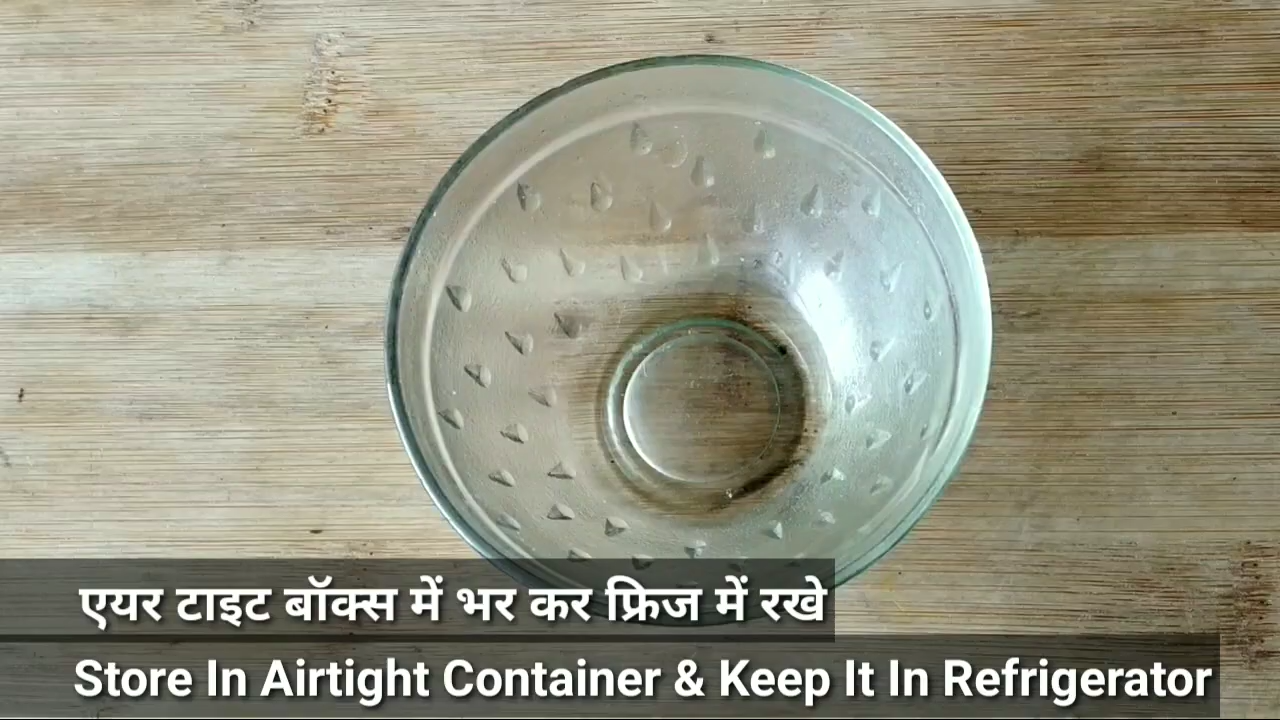 एयर टाइट बॉक्स में भर कर फ्रिज में रखे
Store In Airtight Container & Keep It In Refrigerator